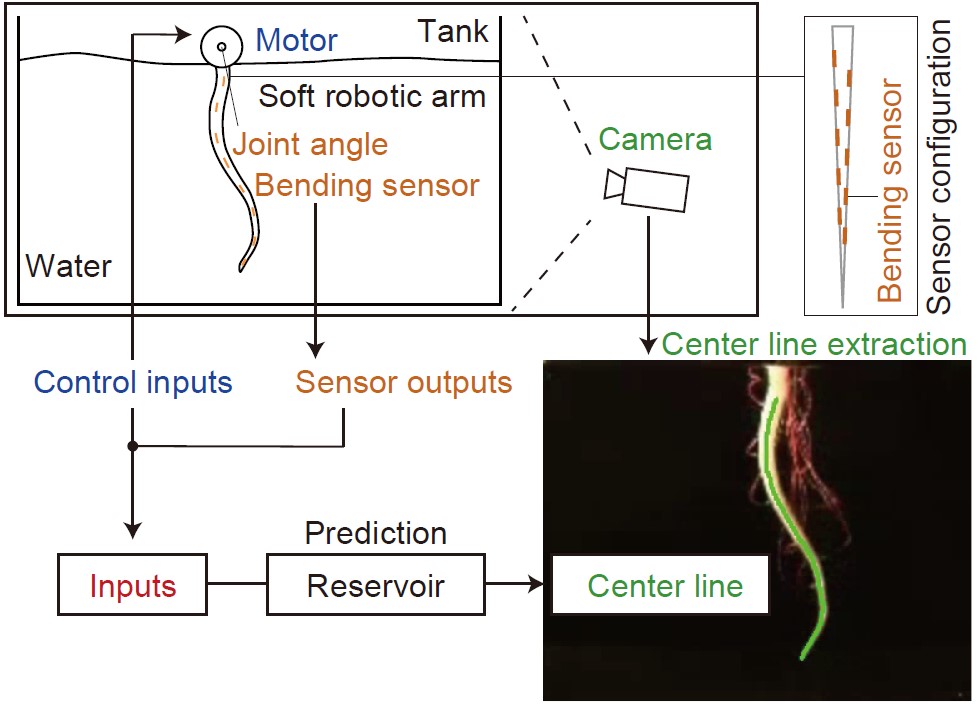 Motor
Tank
Soft robotic arm
Joint angle
Bending sensor
Water
Camera
Bending sensor
Sensor configuration
Center line extraction
Control inputs
Sensor outputs
Prediction
Inputs
Reservoir
Center line